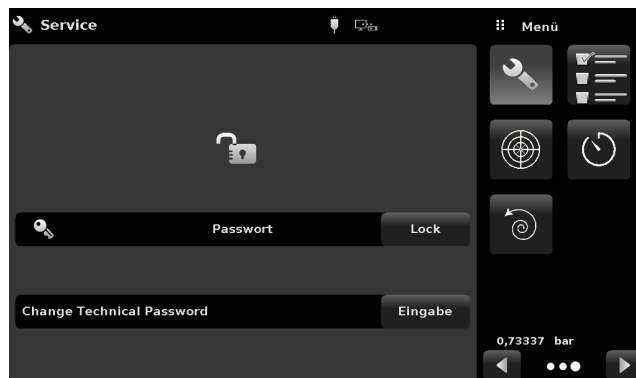 Service
Menü
Passwort
Lock
Change Technical Password
Eingabe
0,73337 bar